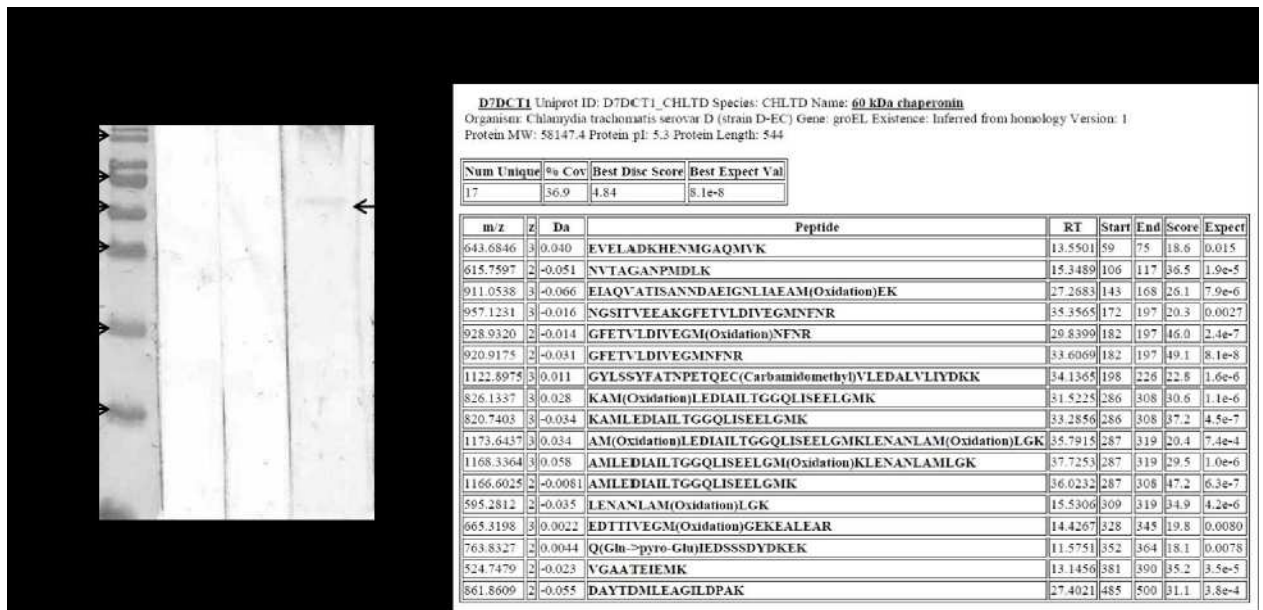 D7DCT1 Uniprot ID: D7DCT1_CHLTD Species: CHLTD Name: 60 kDa chaperonin
Organism: Chlamydia trachomatis serovar D (strain D-EC) Gene: groEL Existence: Inferred from homology Version: 1
Protein MW: 58147.4 Protein pI: 5.3 Protein Length: 544
Num Unique % Cov Best Disc Score Best Expect Val
17 36.9 4.84 8.1e-8
m/z z Da Peptide RT Start End Score Expect
643.6846 3 0.040 EVELADKHENMGAQMVK 13.5501 59 75 18.6 0.015
615.7597 2 -0.051 NVTAGANPMDLK 15.3489 106 117 36.5 1.9e-5
911.0538 3 -0.066 EIAQVATISANNDAEIGNLIAEAM(Oxidation)EK 27.2683 143 168 26.1 7.9e-6
957.1231 3 -0.016 NGSITVEEAKGFETVLDIVEGMNFNR 35.3565 172 197 20.3 0.0027
928.9320 2 -0.014 GFETVLDIVEGM(Oxidation)NFNR 29.8399 182 197 46.0 2.4e-7
920.9175 2 -0.031 GFETVLDIVEGMNFNR 33.6069 182 197 49.1 8.1e-8
1122.8975 3 0.011 GYLSSYFATNPETQEC(Carbamidomethyl)VLEDALVLIYDKK 34.1365 198 226 22.8 1.6e-6
826.1337 3 0.028 KAM(Oxidation)LEDIAILTGGQLISEELGMK 31.5225 286 308 30.6 1.1e-6
820.7403 3 -0.034 KAMLEDIAILTGGQLISEELGMK 33.2856 286 308 37.2 4.5e-7
1173.6437 3 0.034 AM(Oxidation)LEDIAILTGGQLISEELGMKLENANLAM(Oxidation)LGK 35.7915 287 319 20.4 7.4e-4
1168.3364 3 0.058 AMLEDIAILTGGQLISEELGM(Oxidation)KLENANLAMLGK 37.7253 287 319 29.5 1.0e-6
1166.6025 2 -0.0081 AMLEDIAILTGGQLISEELGMK 36.0232 287 308 47.2 6.3e-7
595.2812 2 -0.035 LENANLAM(Oxidation)LGK 15.5306 309 319 34.9 4.2e-6
665.3198 3 0.0022 EDTTIVEGM(Oxidation)GEKEALEAR 14.4267 328 345 19.8 0.0080
763.8327 2 0.0044 Q(Gln->pyro-Glu)IEDSSSDYDKEK 11.5751 352 364 18.1 0.0078
524.7479 2 -0.023 VGAATEIEMK 13.1456 381 390 35.2 3.5e-5
861.8609 2 -0.055 DAYTDMLEAGILDPAK 27.4021 485 500 31.1 3.8e-4